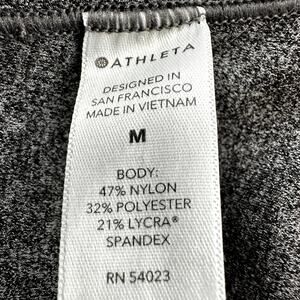 ATHLETA
DESIGNED IN
SAN FRANCISCO
MADE IN VIETNAM
M
BODY:
47% NYLON
32% POLYESTER
21% LYCRA®
SPANDEX
RN 54023